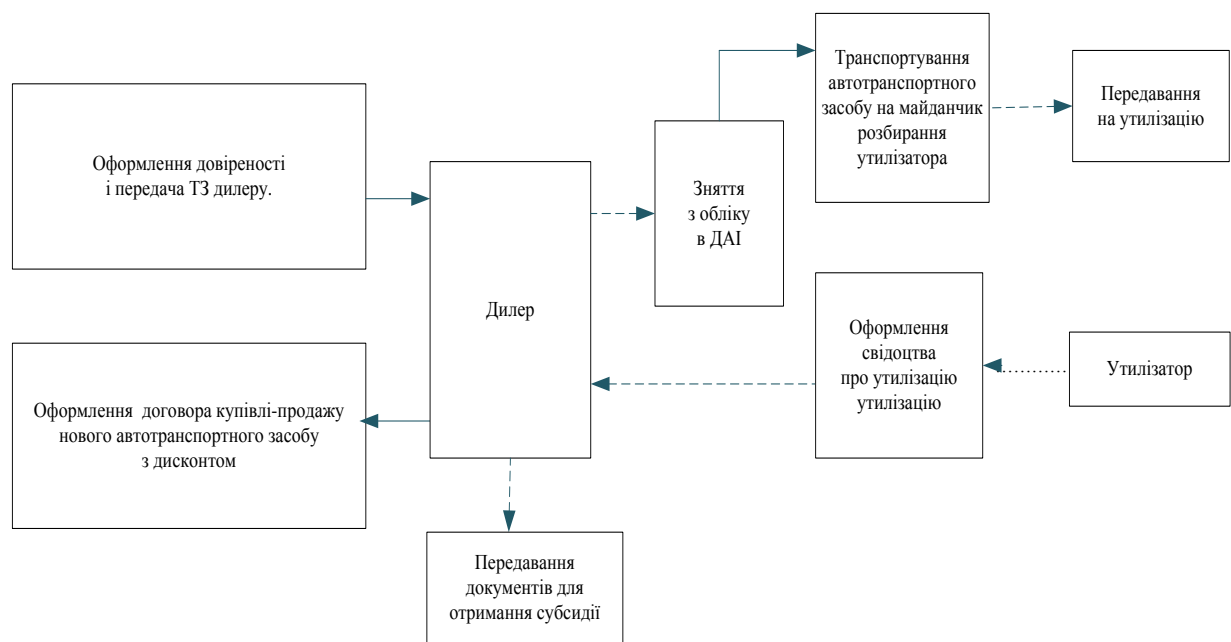 Оформлення довіреності
і передача ТЗ дилеру.
Оформлення договора купівлі-продажу
нового автотранспортного засобу
з дисконтом
Дилер
Передавання
документів для
отримання субсидії
Зняття
з обліку
в ДАІ
Транспортування
автотранспортного
засобу на майданчик
розбирання
утилізатора
Передавання
на утилізацію
Оформлення
свідоцтва
про утилізацію
утилізацію
Утилізатор